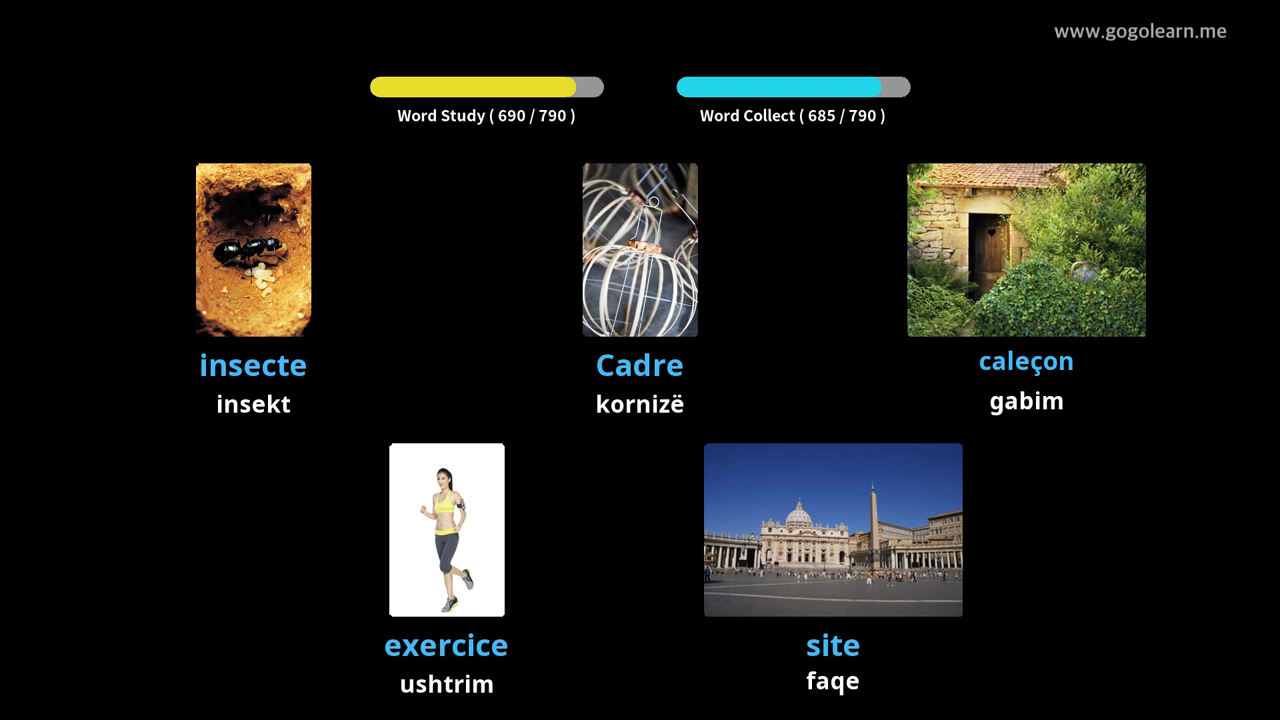 www.gogolearn.me
Word Study ( 690 / 790 )
Word Collect ( 685 / 790 )
insecte
insekt
Cadre
kornizë
caleçon
gabim
exercice
ushtrim
site
faqe